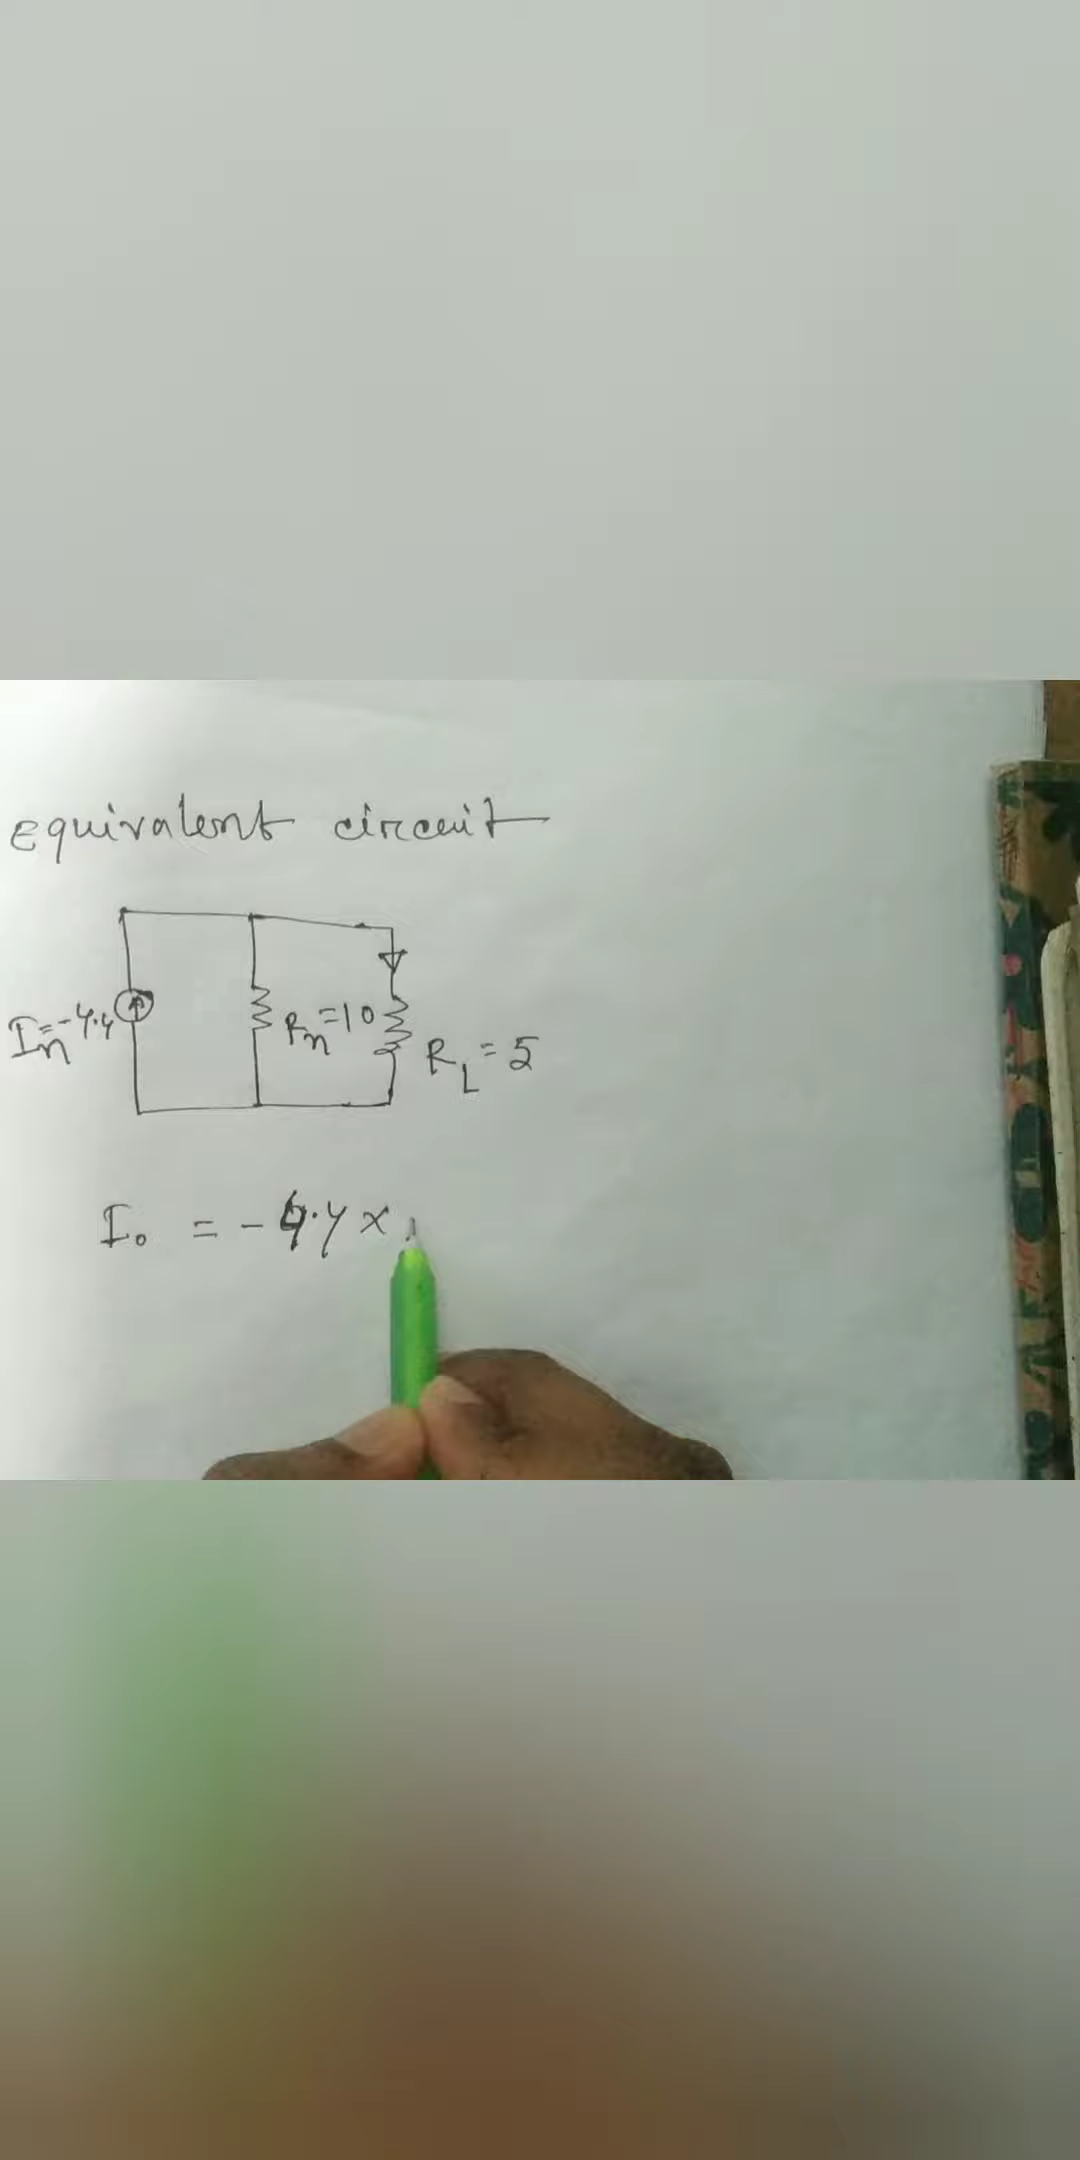 equivalent circuit
In=-4.4
Rn=10
RL=5
I0 = -4.4 ×